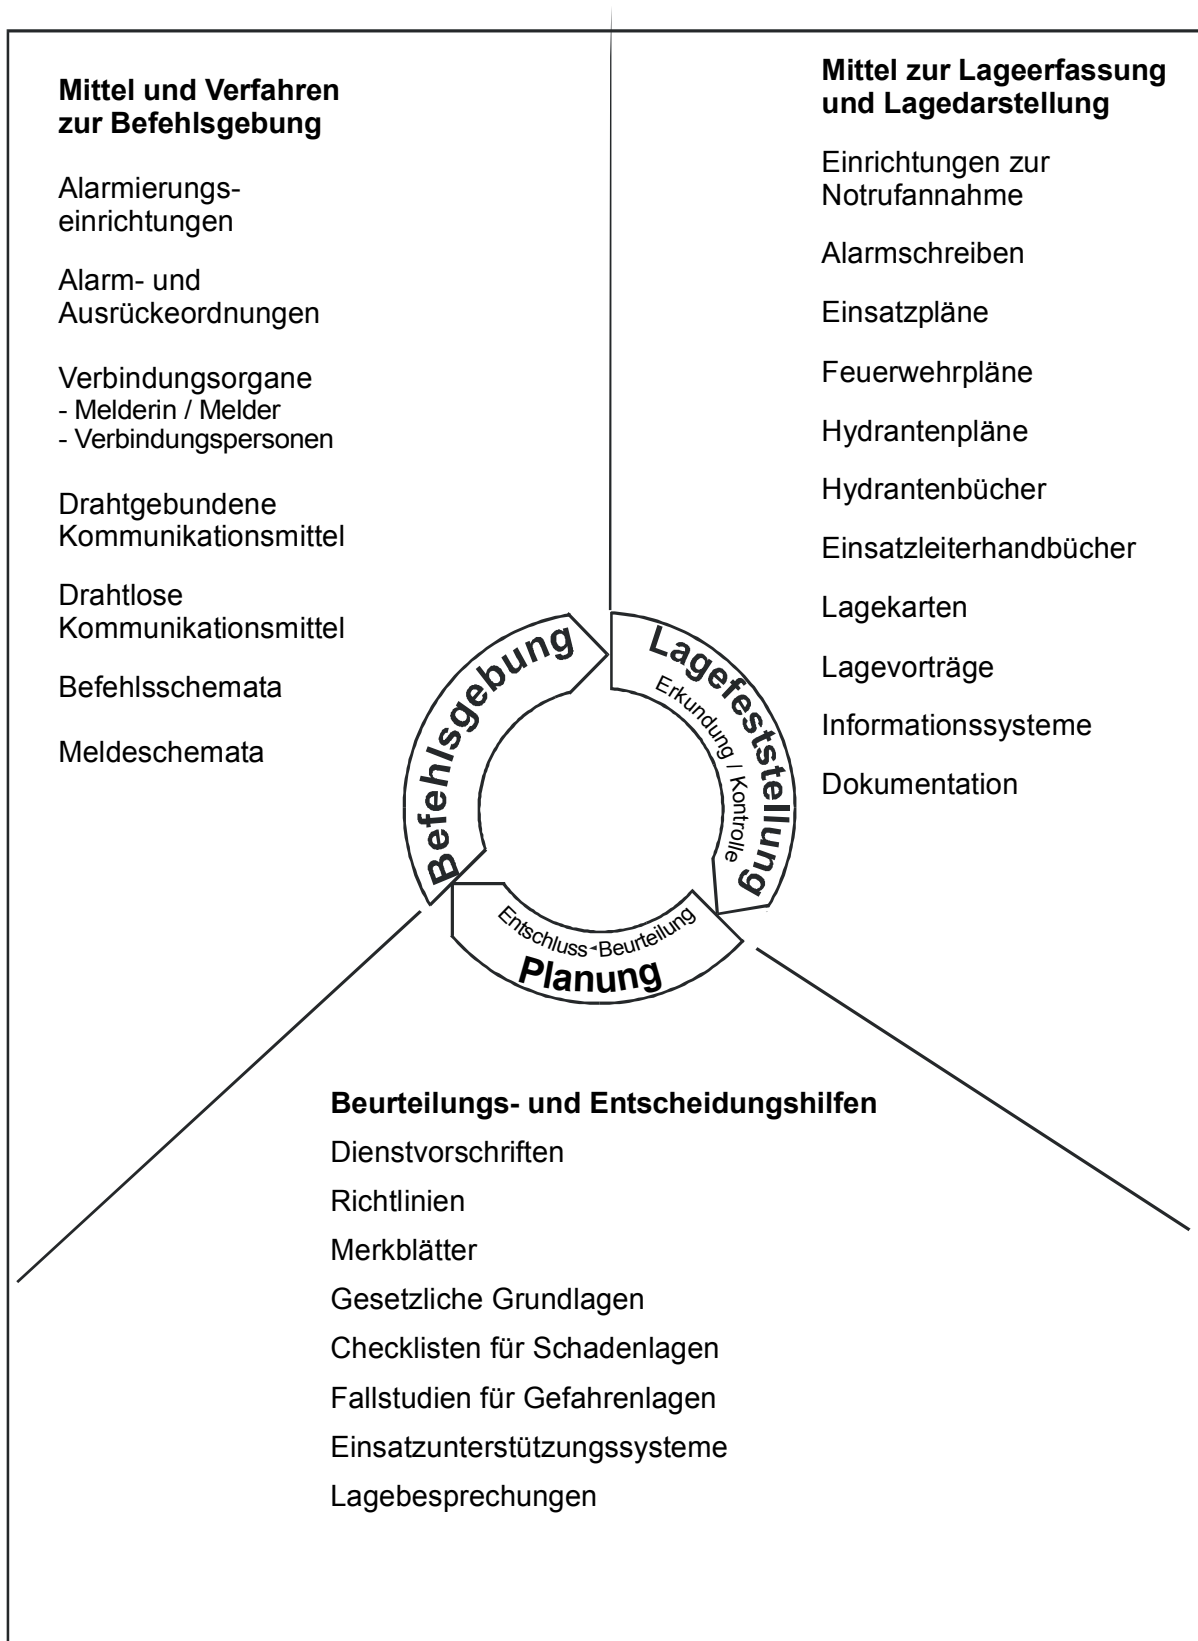 Mittel und Verfahren
zur Befehlsgebung
Alarmierungs-
einrichtungen
Alarm- und
Ausrückeordnungen
Verbindungsorgane
- Melderin / Melder
- Verbindungspersonen
Drahtgebundene
Kommunikationsmittel
Drahtlose
Kommunikationsmittel
Befehlsschemata
Meldeschemata
Mittel zur Lageerfassung
und Lagedarstellung
Einrichtungen zur
Notrufannahme
Alarmschreiben
Einsatzpläne
Feuerwehrpläne
Hydrantenpläne
Hydrantenbücher
Einsatzleiterhandbücher
Lagekarten
Lagevorträge
Informationssysteme
Dokumentation
Befehlsgebung
Lagefeststellung
Erkundung / Kontrolle
Entschluss◄Beurteilung
Planung
Beurteilungs- und Entscheidungshilfen
Dienstvorschriften
Richtlinien
Merkblätter
Gesetzliche Grundlagen
Checklisten für Schadenlagen
Fallstudien für Gefahrenlagen
Einsatzunterstützungssysteme
Lagebesprechungen